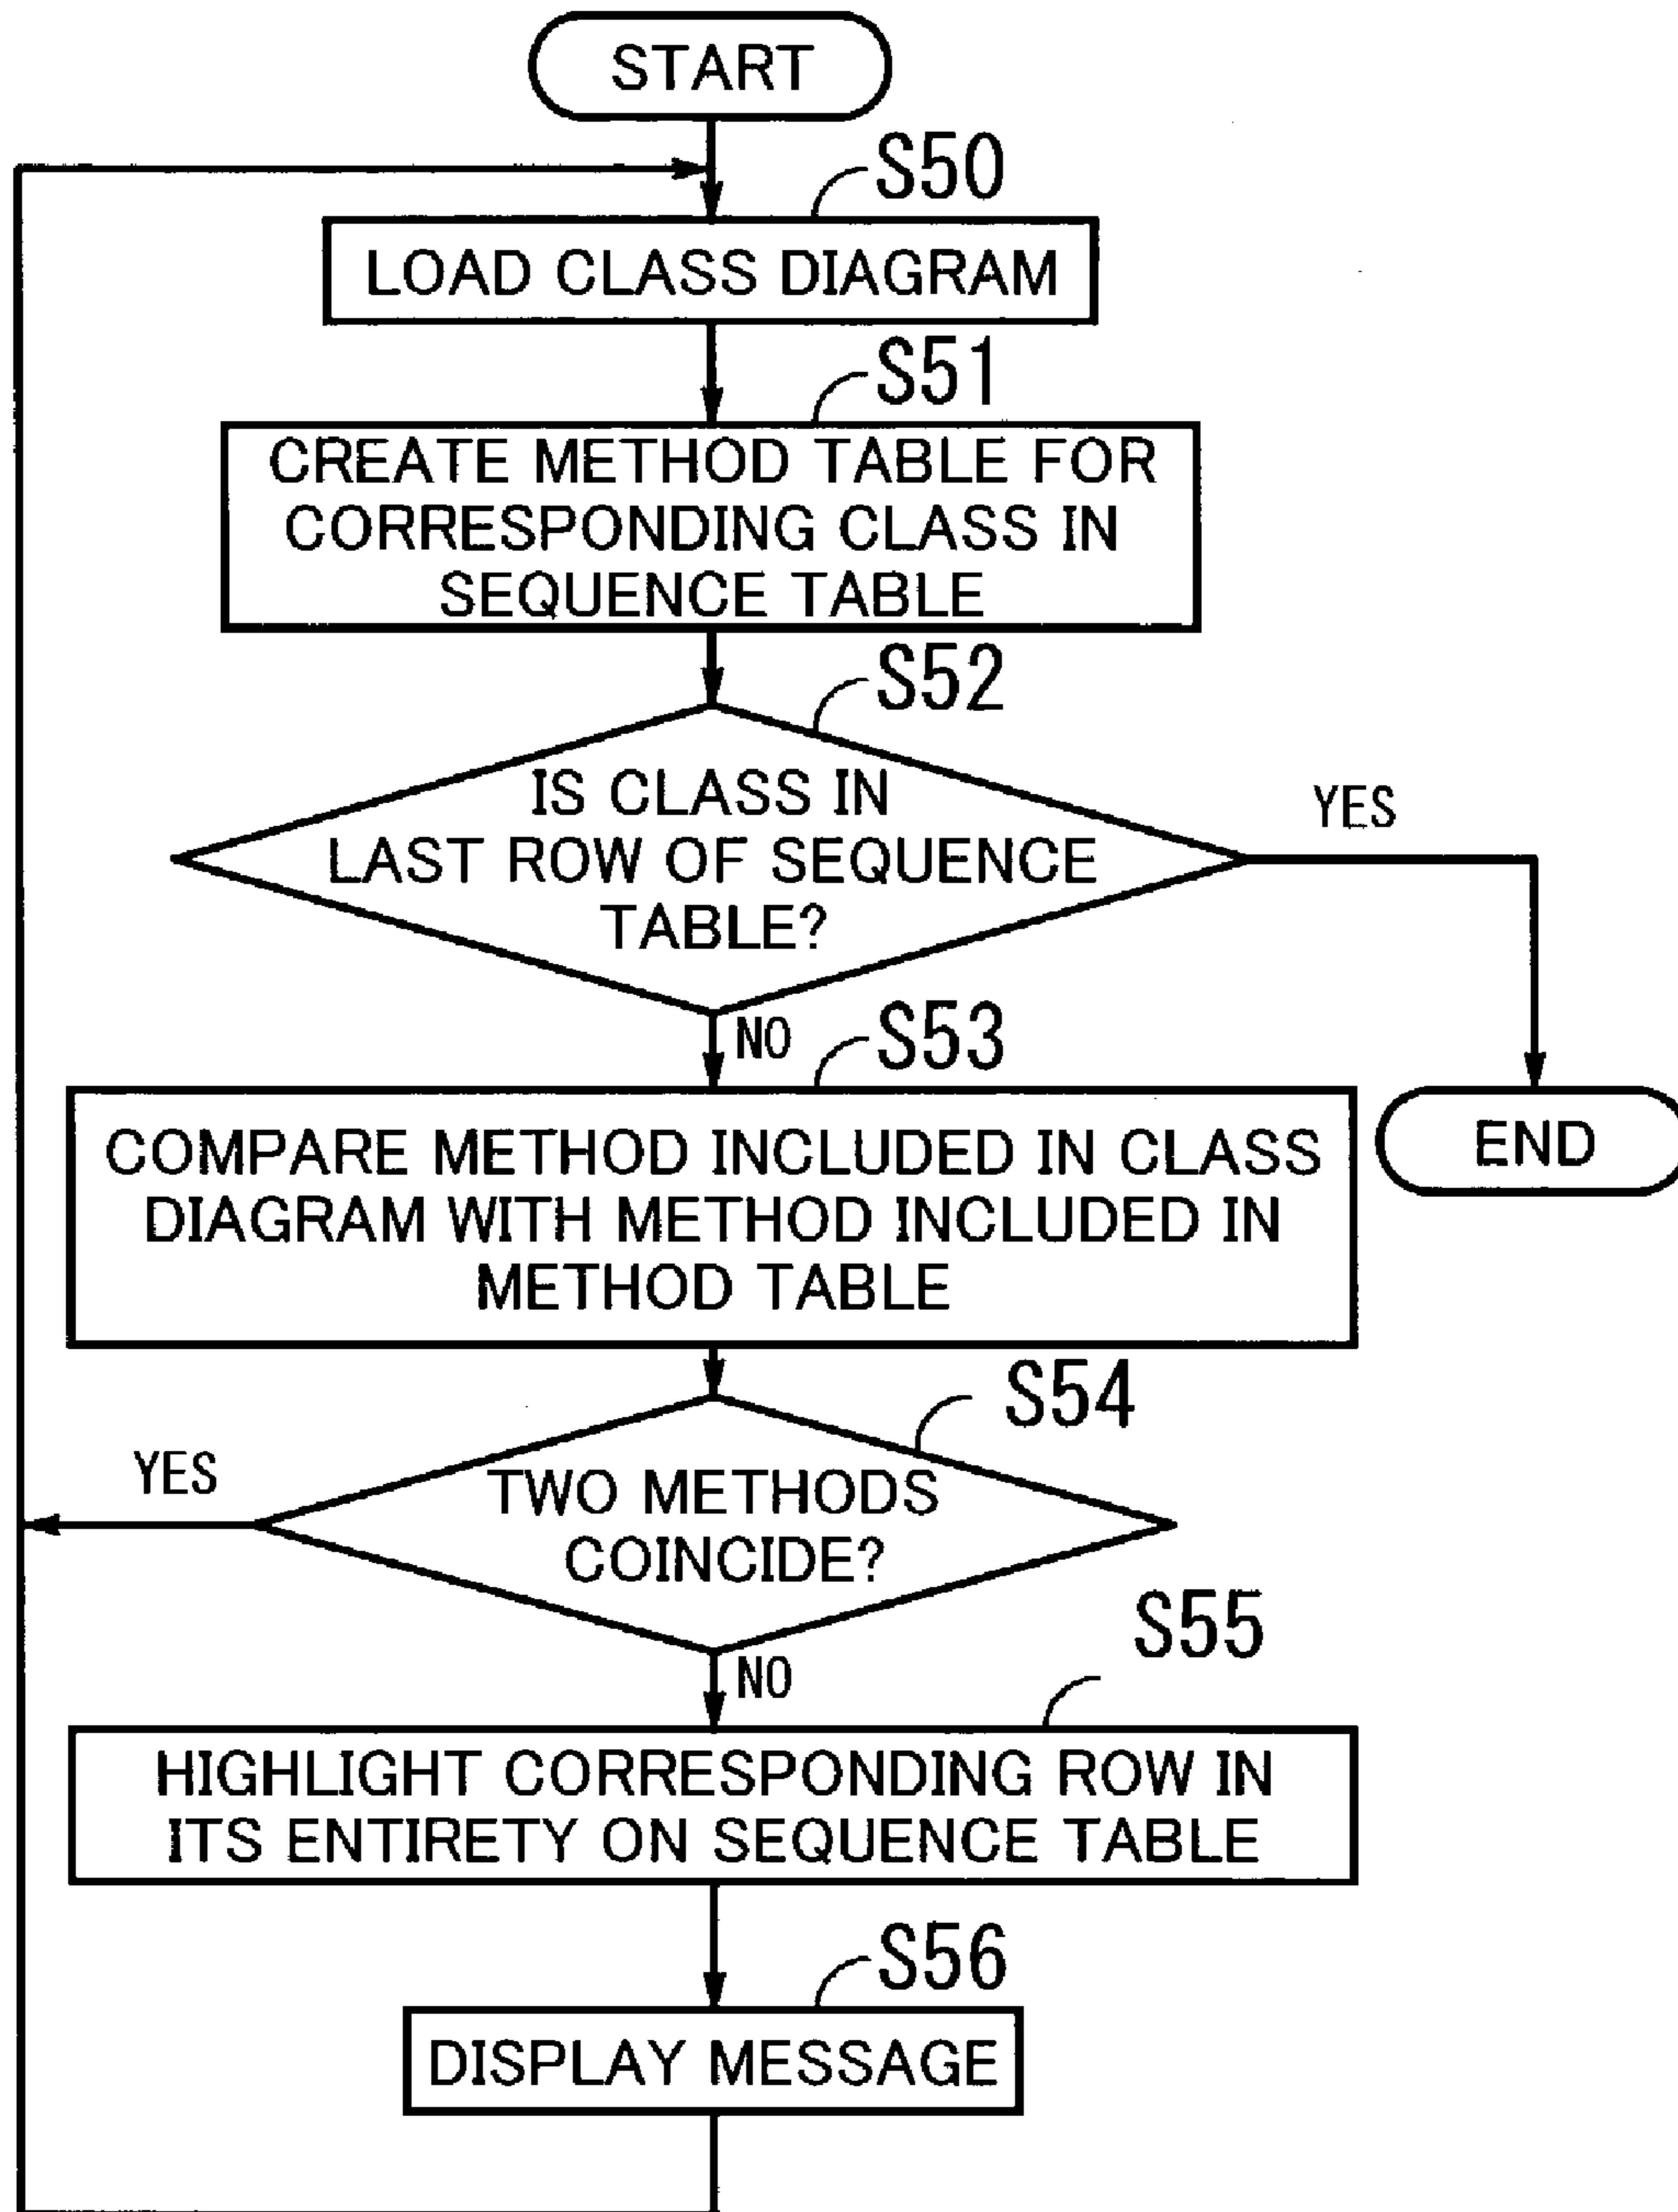 START
S50
LOAD CLASS DIAGRAM
S51
CREATE METHOD TABLE FOR
CORRESPONDING CLASS IN
SEQUENCE TABLE
S52
IS CLASS IN
LAST ROW OF SEQUENCE
TABLE?
YES
NO
S53
COMPARE METHOD INCLUDED IN CLASS
DIAGRAM WITH METHOD INCLUDED IN
METHOD TABLE
END
S54
YES
TWO METHODS
COINCIDE?
NO
S55
HIGHLIGHT CORRESPONDING ROW IN
ITS ENTIRETY ON SEQUENCE TABLE
S56
DISPLAY MESSAGE